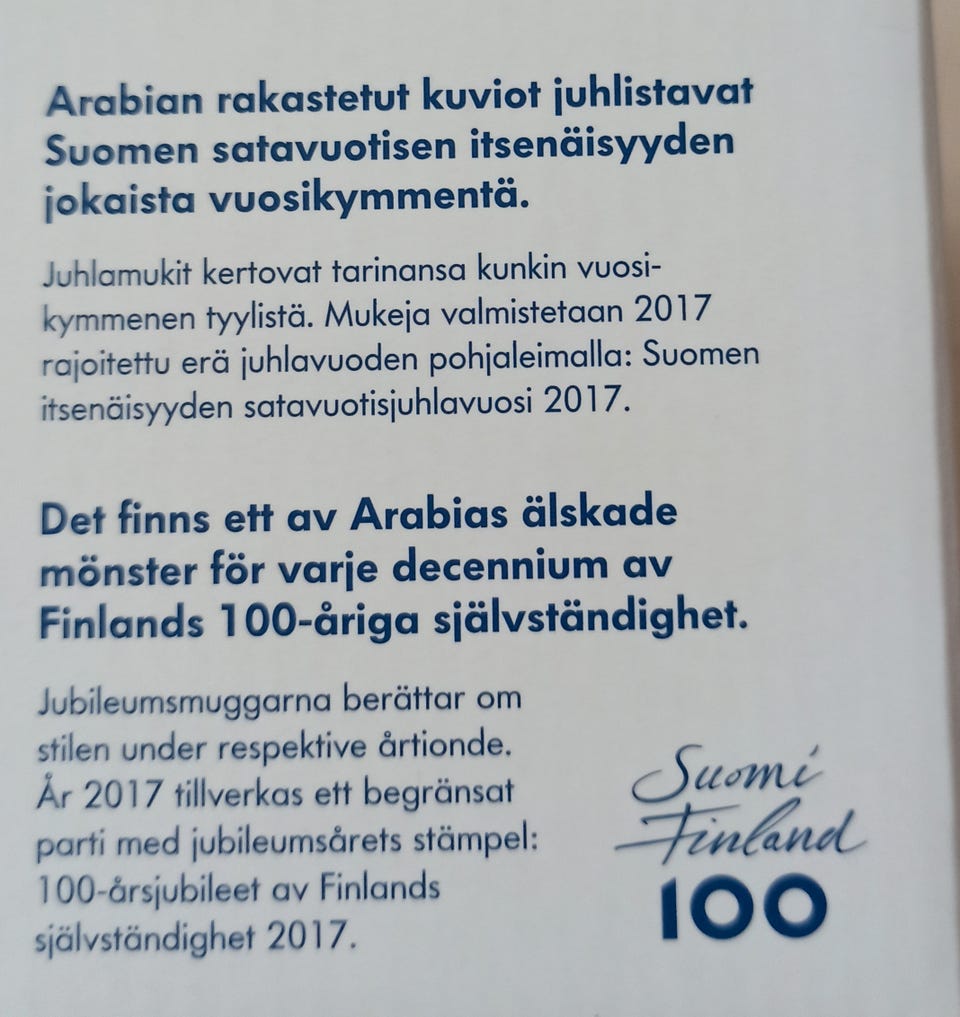 Arabian rakastetut kuviot juhlistavat
Suomen satavuotisen itsenäisyyden
jokaista vuosikymmentä.
Juhlamukit kertovat tarinansa kunkin vuosi-
kymmenen tyylistä. Mukeja valmistetaan 2017
rajoitettu erä juhlavuoden pohjaleimalla: Suomen
itsenäisyyden satavuotisjuhlavuosi 2017.
Det finns ett av Arabias älskade
mönster för varje decennium av
Finlands 100-åriga självständighet.
Jubileumsmuggarna berättar om
stilen under respektive årtionde.
År 2017 tillverkas ett begränsat
parti med jubileumsårets stämpel:
100-årsjubileet av Finlands
självständighet 2017.
Suomi
Finland
100